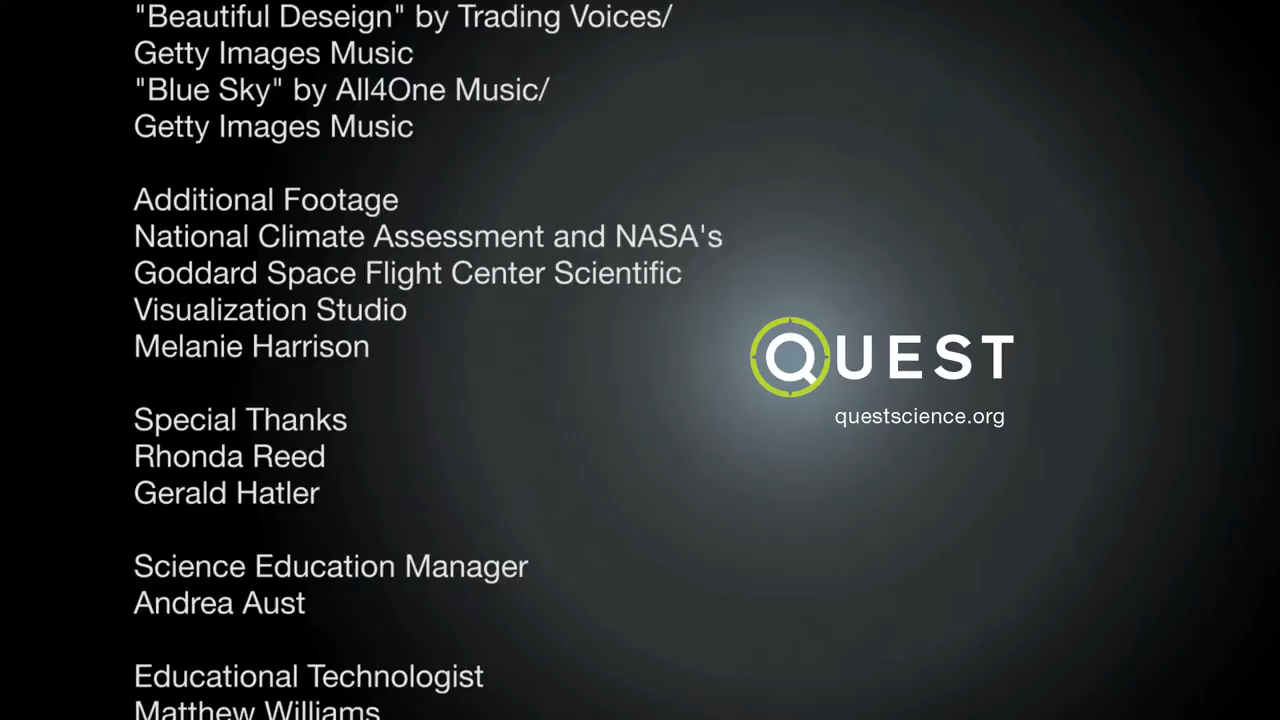 "Beautiful Deseign" by Trading Voices/
Getty Images Music
"Blue Sky" by All4One Music/
Getty Images Music
Additional Footage
National Climate Assessment and NASA's
Goddard Space Flight Center Scientific
Visualization Studio
Melanie Harrison
Special Thanks
Rhonda Reed
Gerald Hatler
Science Education Manager
Andrea Aust
Educational Technologist
Matthew Williams
QUEST
questscience.org